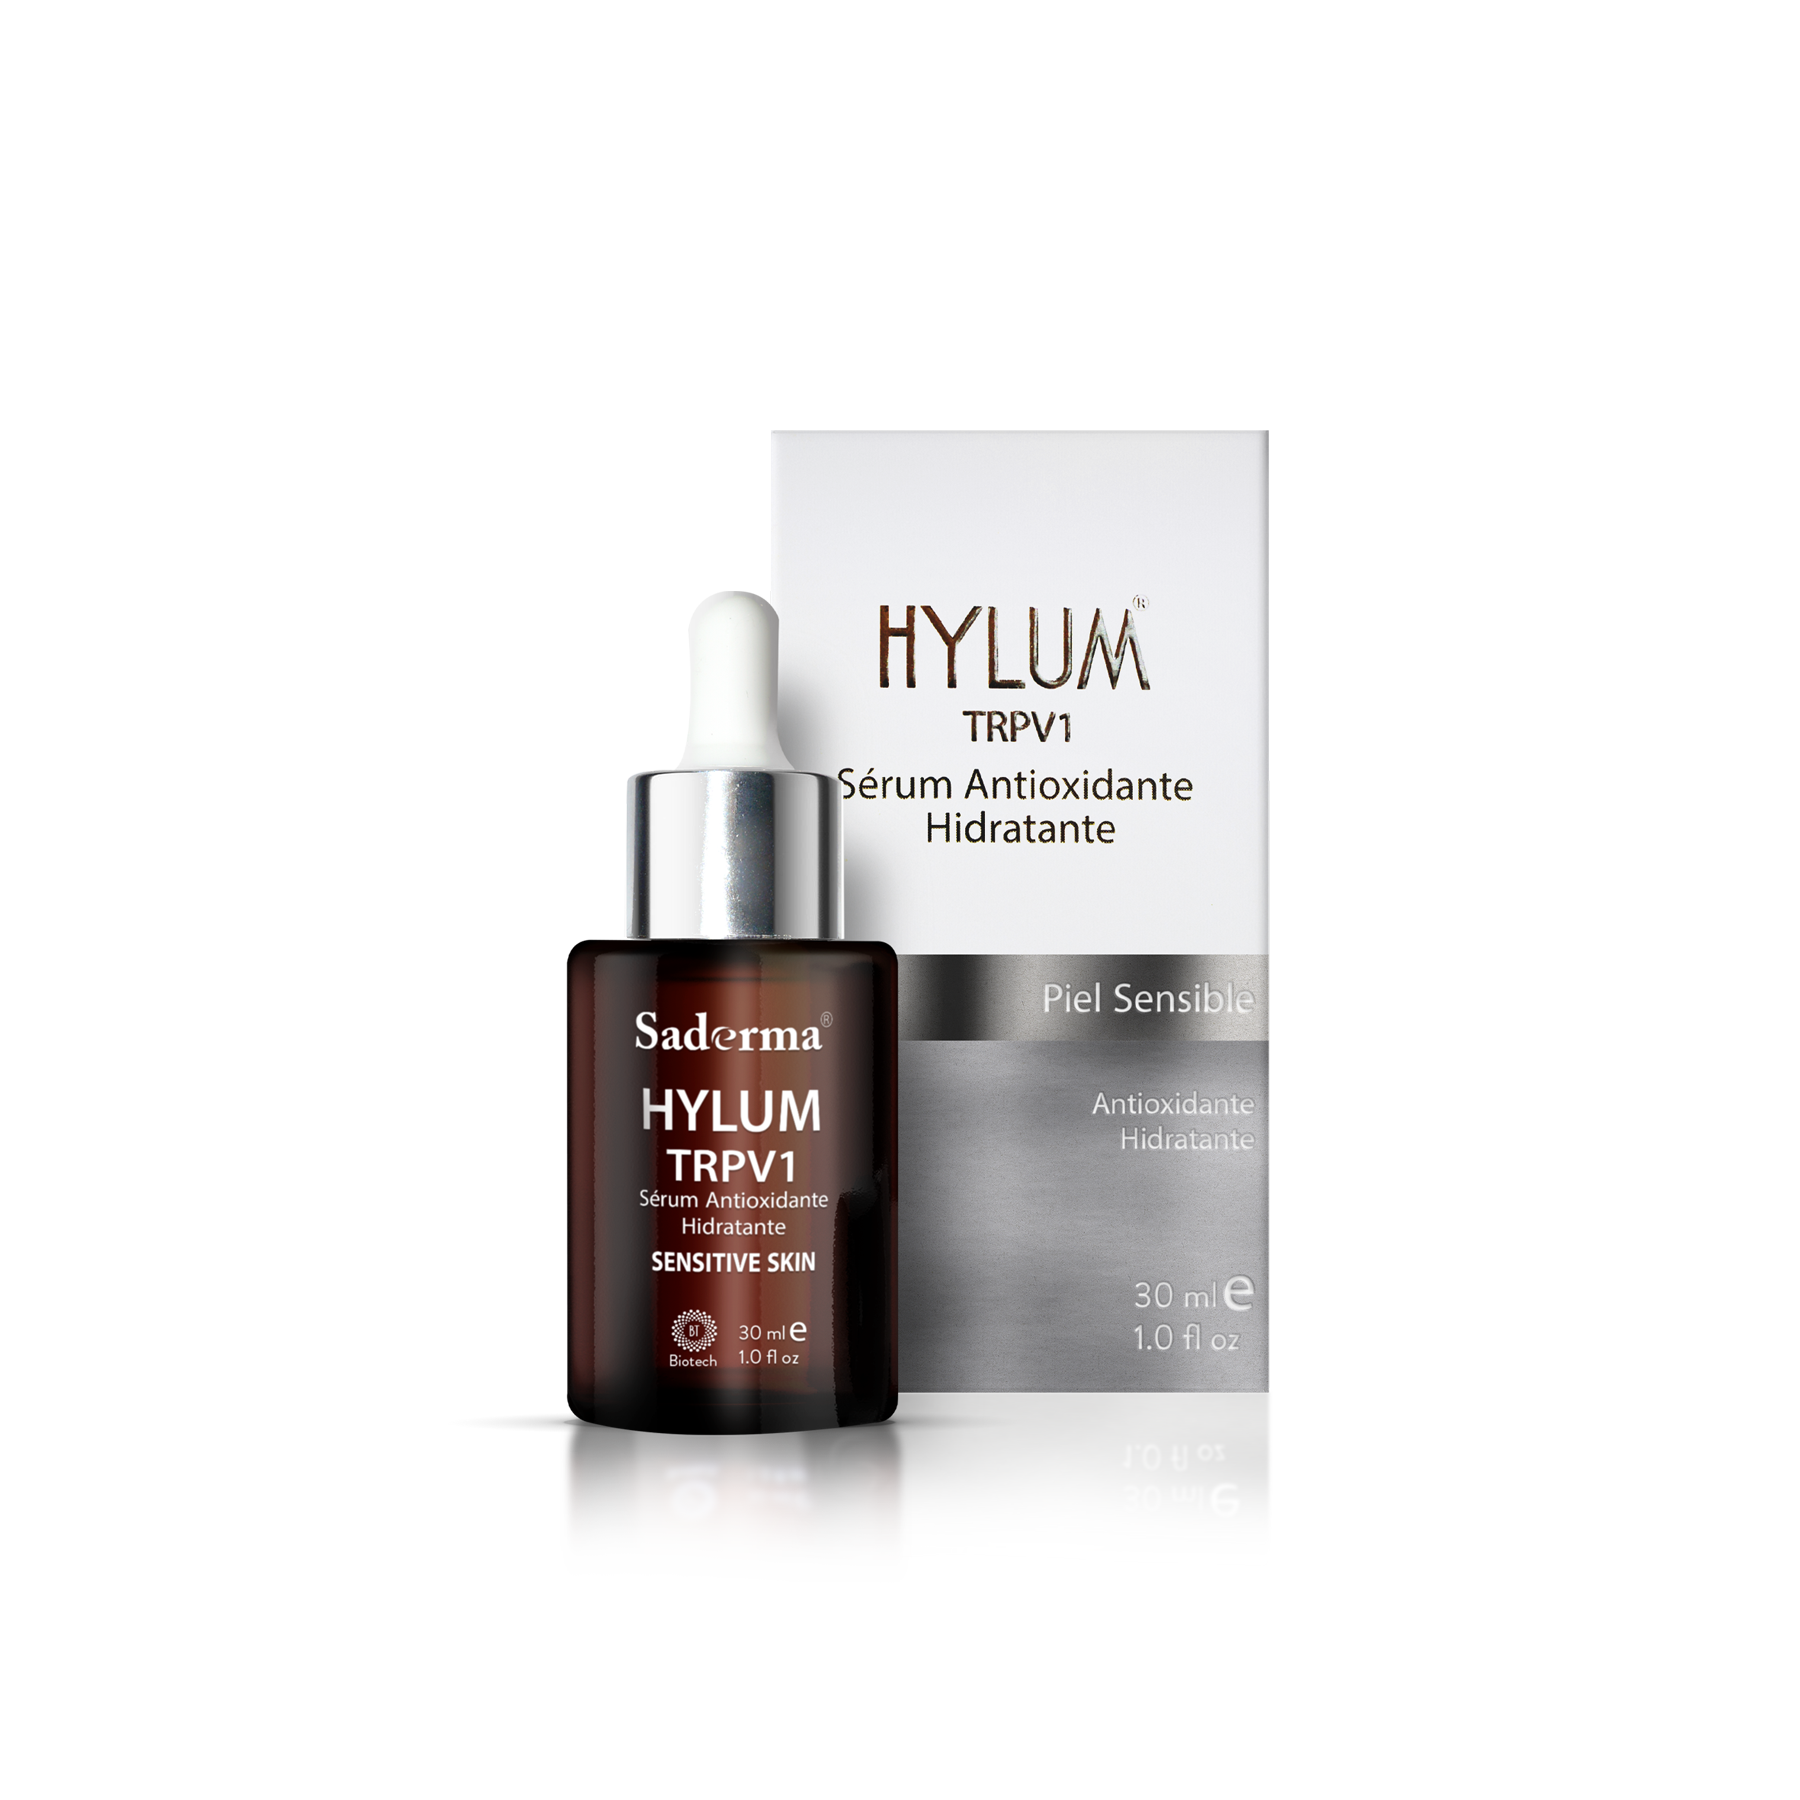 HYLUM®
TRPV1
Sérum Antioxidante
Hidratante
Piel Sensible
Antioxidante
Hidratante
30 ml e
1.0 fl oz
Saderma®
HYLUM
TRPV1
Sérum Antioxidante
Hidratante
SENSITIVE SKIN
BT
Biotech
30 ml e
1.0 fl oz